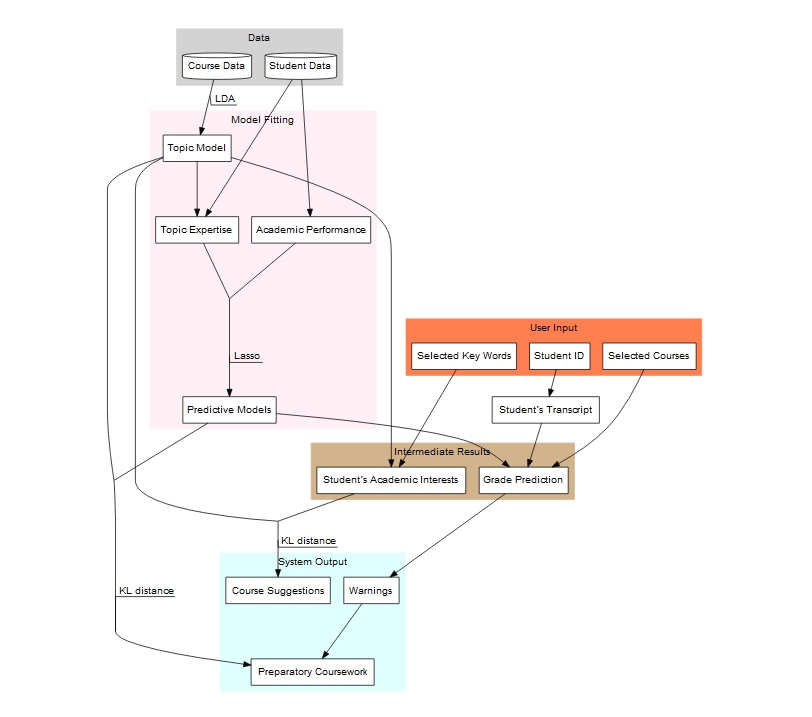 Data
Course Data
Student Data
LDA
Model Fitting
Topic Model
Topic Expertise
Academic Performance
User Input
Selected Key Words
Student ID
Selected Courses
Lasso
Predictive Models
Student's Transcript
Intermediate Results
Student's Academic Interests
Grade Prediction
KL distance
System Output
Course Suggestions
Warnings
KL distance
Preparatory Coursework